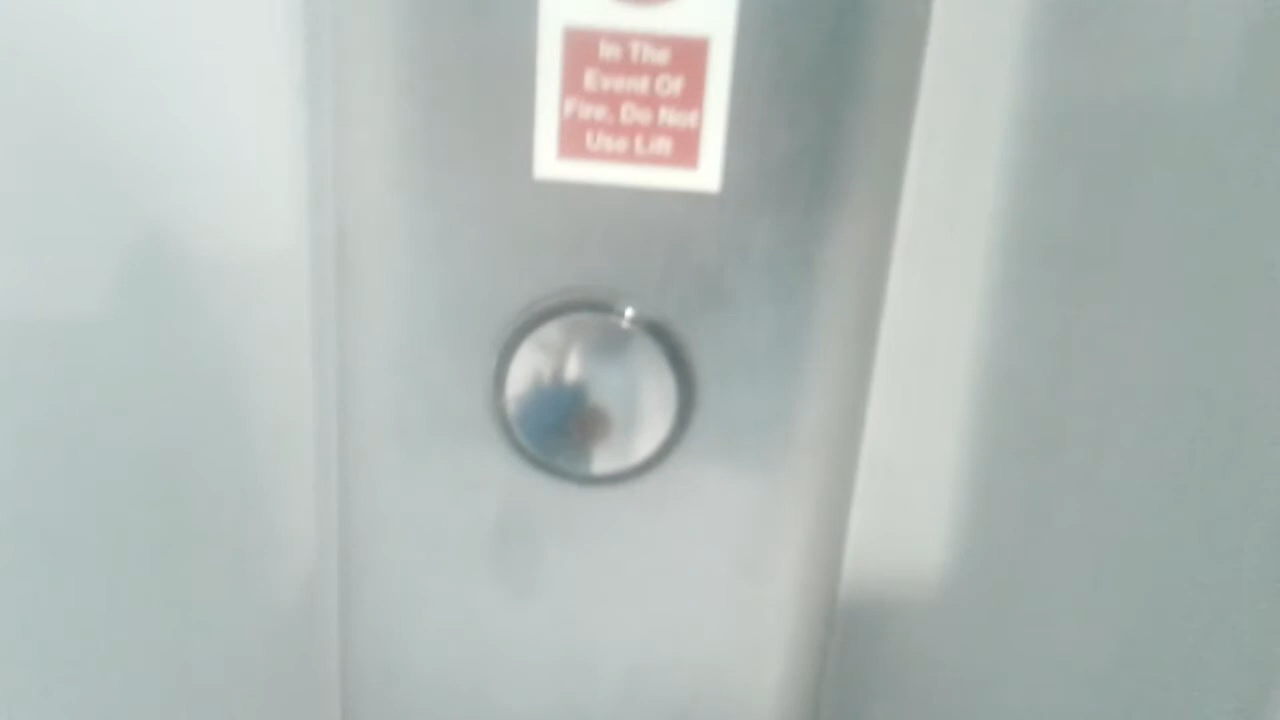 In The
Event Of
Fire, Do Not
Use Lift